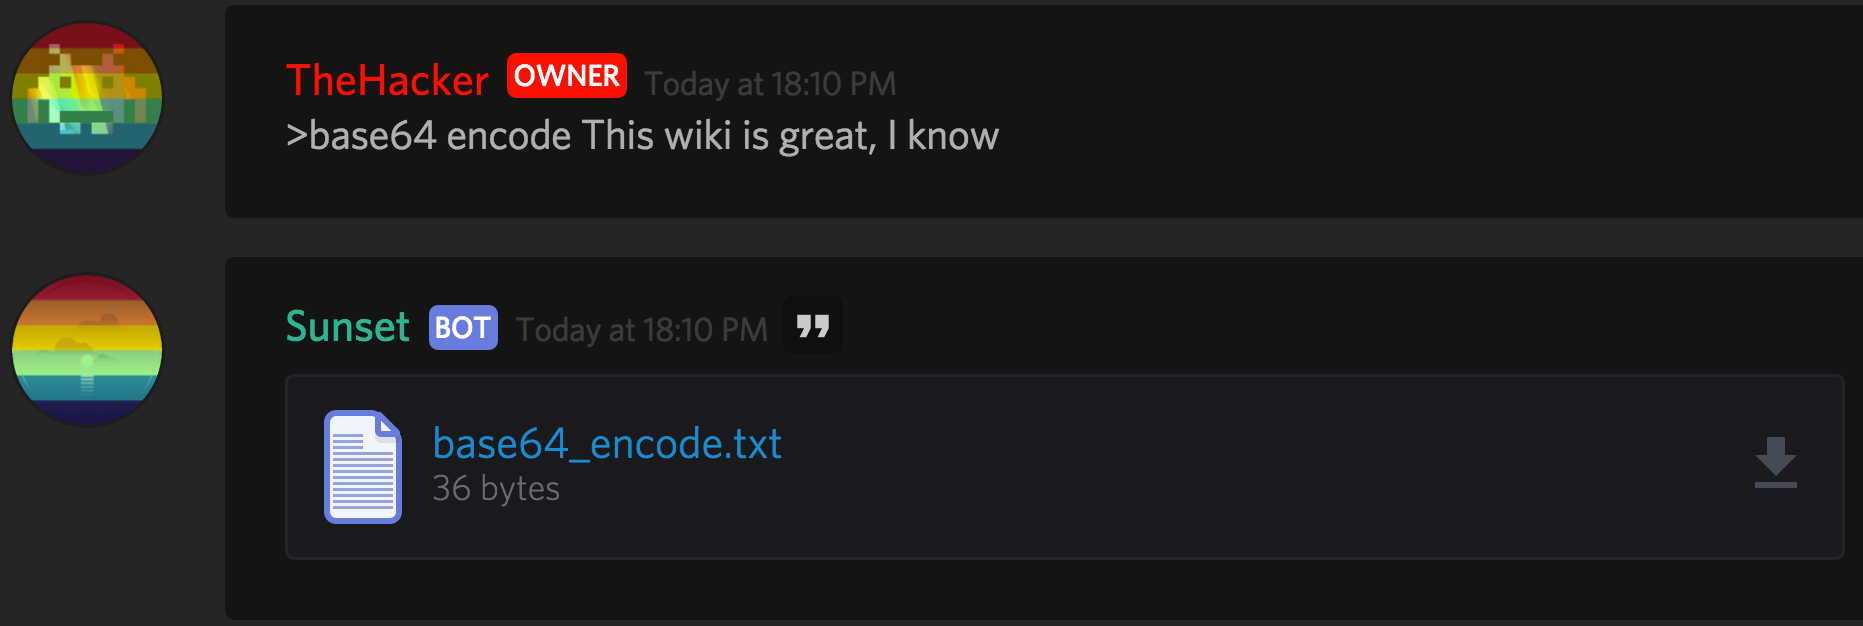 TheHacker OWNER Today at 18:10 PM
>base64 encode This wiki is great, I know
Sunset BOT Today at 18:10 PM
base64_encode.txt
36 bytes